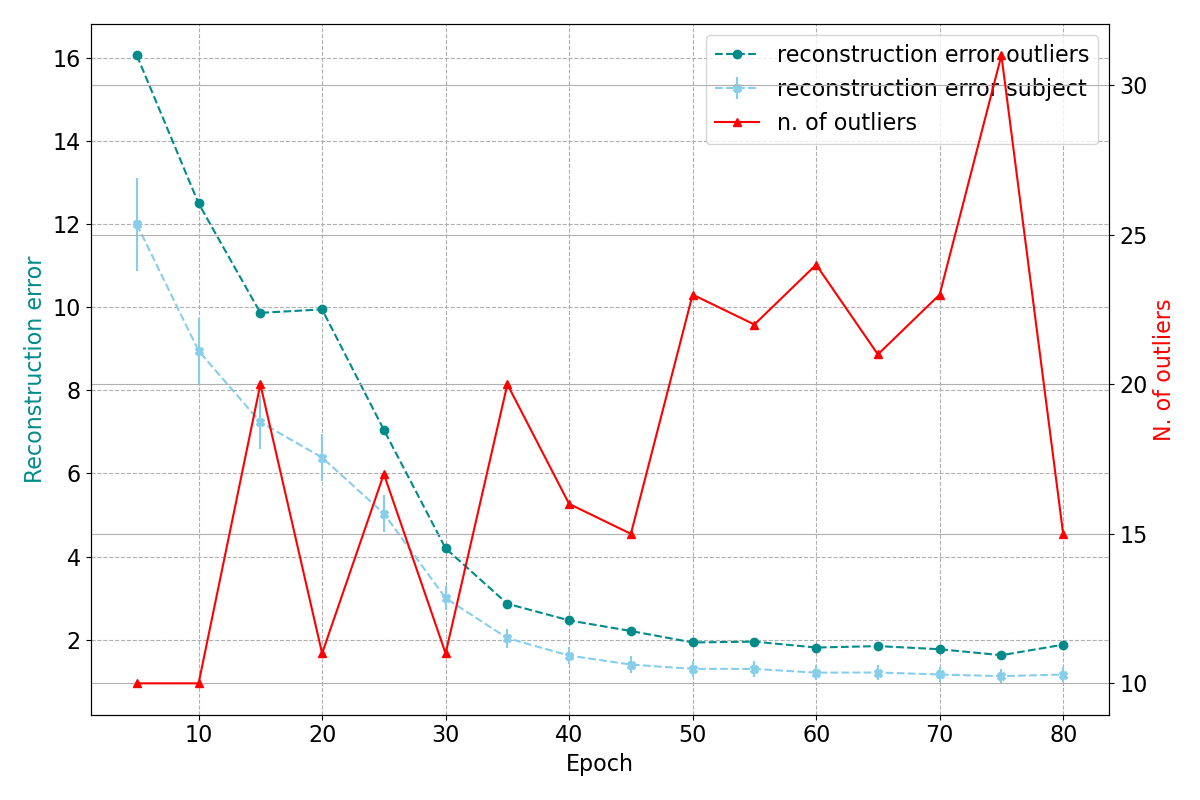 reconstruction error outliers
reconstruction error subject
n. of outliers
16
14
12
10
8
6
4
2
Reconstruction error
30
25
20
15
10
N. of outliers
10 20 30 40 50 60 70 80
Epoch